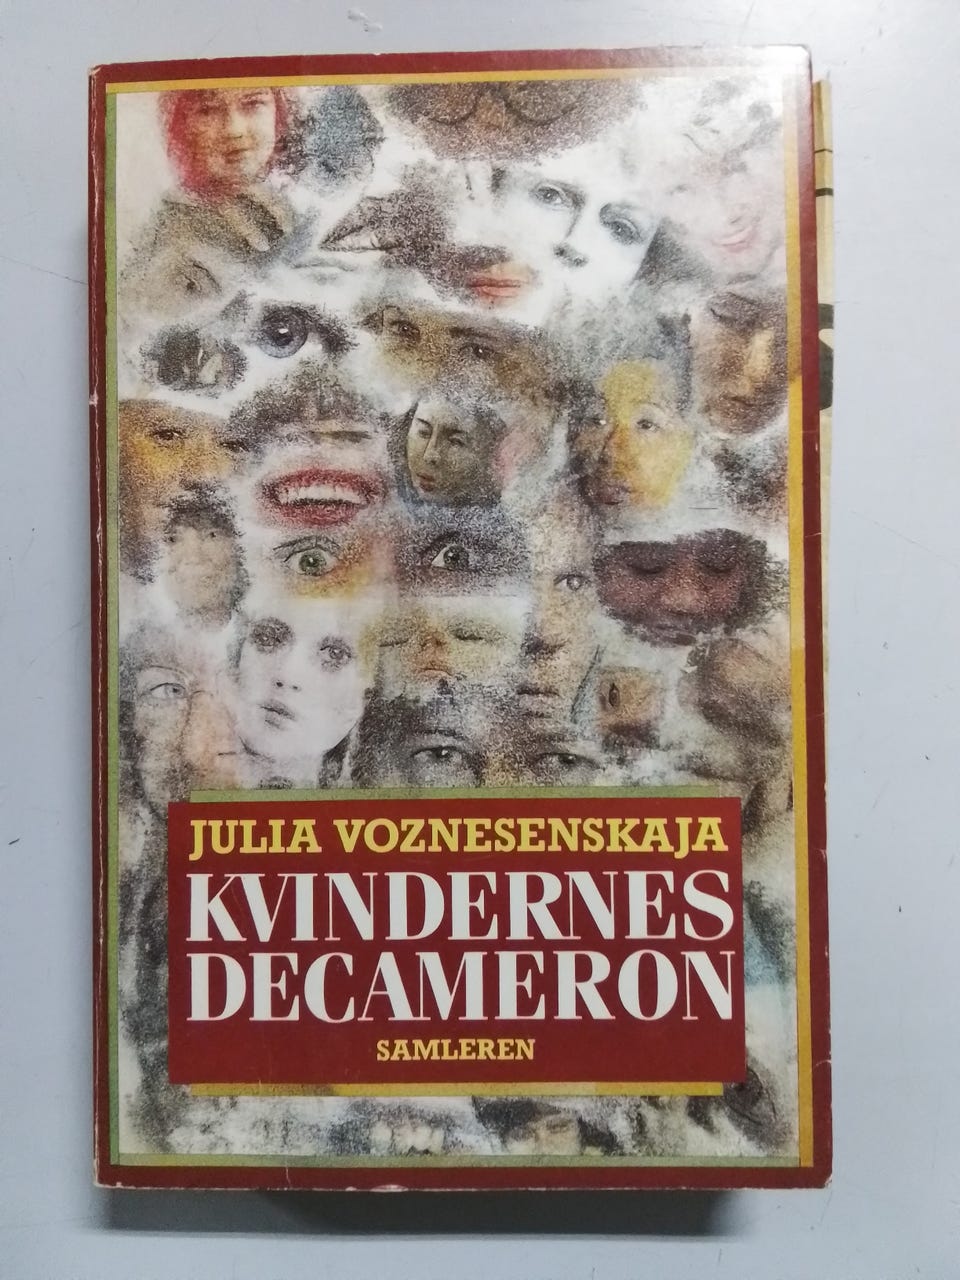 JULIA VOZNESENSKAJA
KVINDERNES
DECAMERON
SAMLEREN